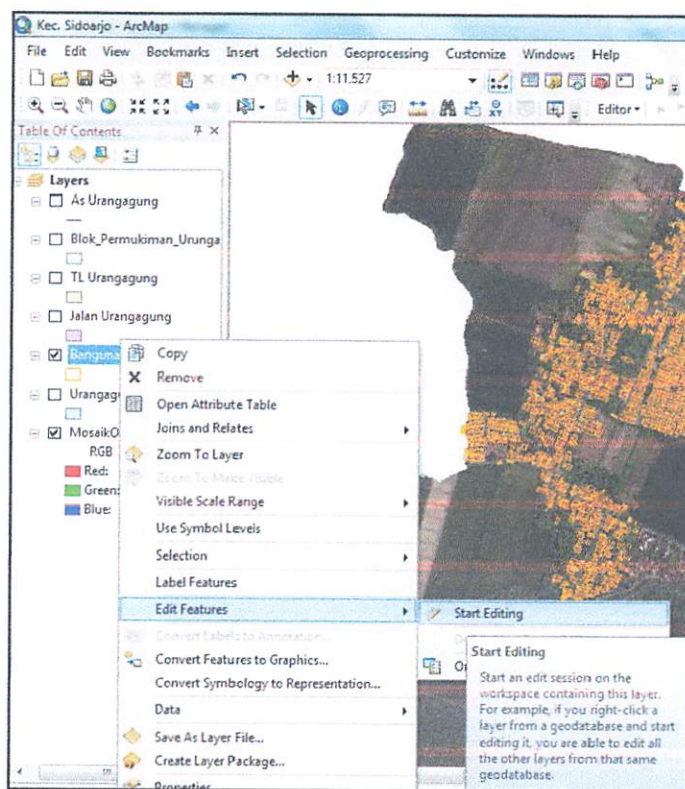 Kec. Sidoarjo - ArcMap
File Edit View Bookmarks Insert Selection Geoprocessing Customize Windows Help
1:11.527
Editor
Table Of Contents
Layers
As Urangagung
Blok_Permukiman_Urunga
TL Urangagung
Jalan Urangagung
Banguna
Urangagu
MosaikO
RGB
Red:
Green:
Blue:
Copy
Remove
Open Attribute Table
Joins and Relates
Zoom To Layer
Zoom To Make Visible
Visible Scale Range
Use Symbol Levels
Selection
Label Features
Edit Features
Start Editing
Convert Labels to Annotation...
Convert Features to Graphics...
Convert Symbology to Representation...
Data
Save As Layer File...
Create Layer Package...
Properties
Start Editing
Start an edit session on the
workspace containing this layer.
For example, if you right-click a
layer from a geodatabase and start
editing it, you are able to edit all
the other layers from that same
geodatabase.